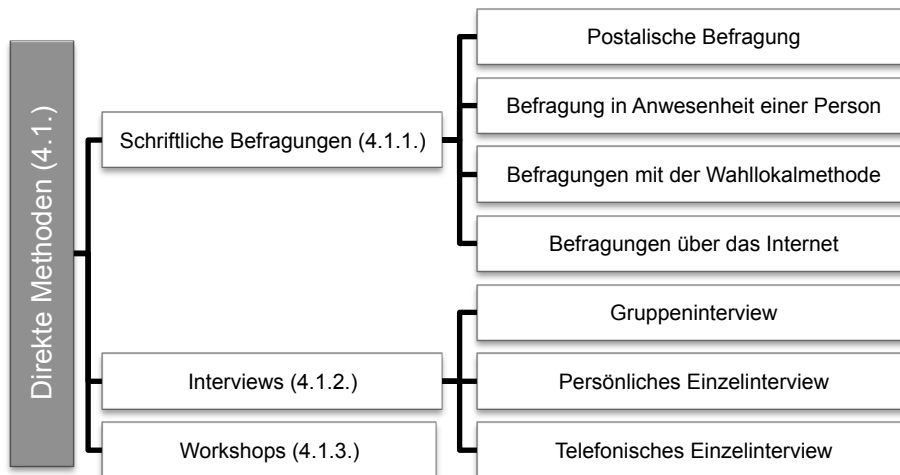 Direkte Methoden (4.1.)
Schriftliche Befragungen (4.1.1.)
Postalische Befragung
Befragung in Anwesenheit einer Person
Befragungen mit der Wahllokalmethode
Befragungen über das Internet
Interviews (4.1.2.)
Gruppeninterview
Persönliches Einzelinterview
Telefonisches Einzelinterview
Workshops (4.1.3.)